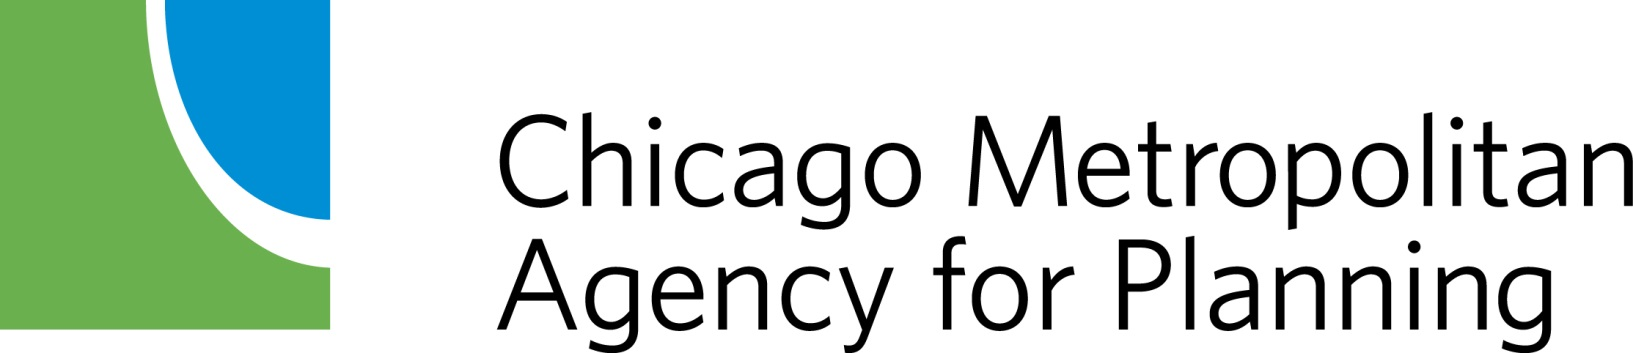 Chicago Metropolitan
Agency for Planning